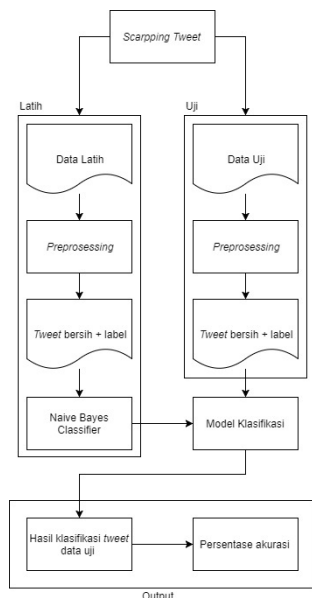 Scarpping Tweet
Latih
Uji
Data Latih
Data Uji
Preprosessing
Preprosessing
Tweet bersih + label
Tweet bersih + label
Naive Bayes
Classifier
Model Klasifikasi
Hasil klasifikasi tweet
data uji
Persentase akurasi
Output